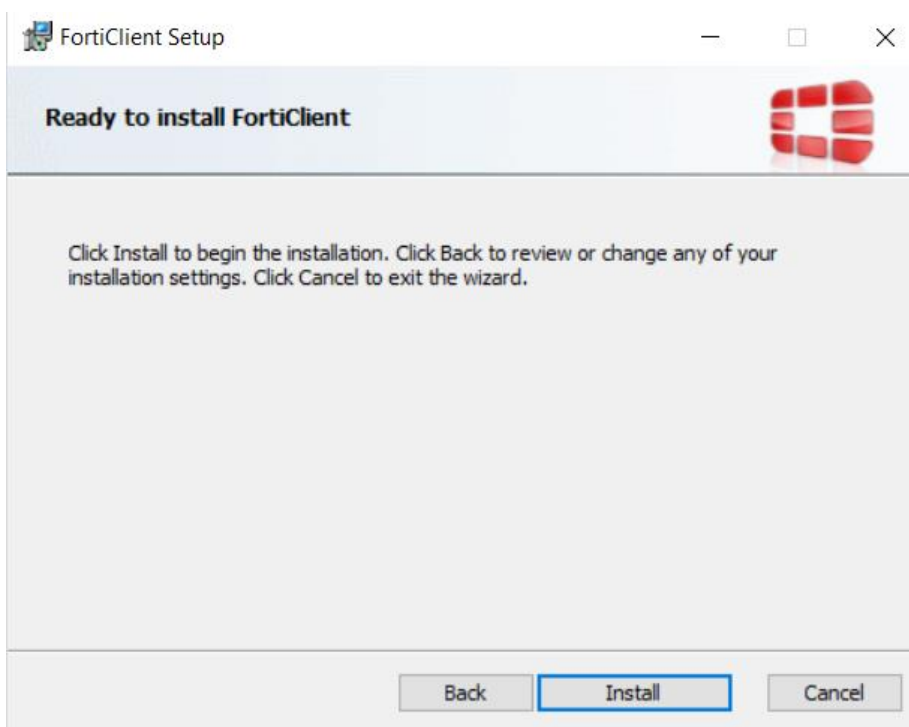 FortiClient Setup
Ready to install FortiClient
Click Install to begin the installation. Click Back to review or change any of your
installation settings. Click Cancel to exit the wizard.
Back
Install
Cancel